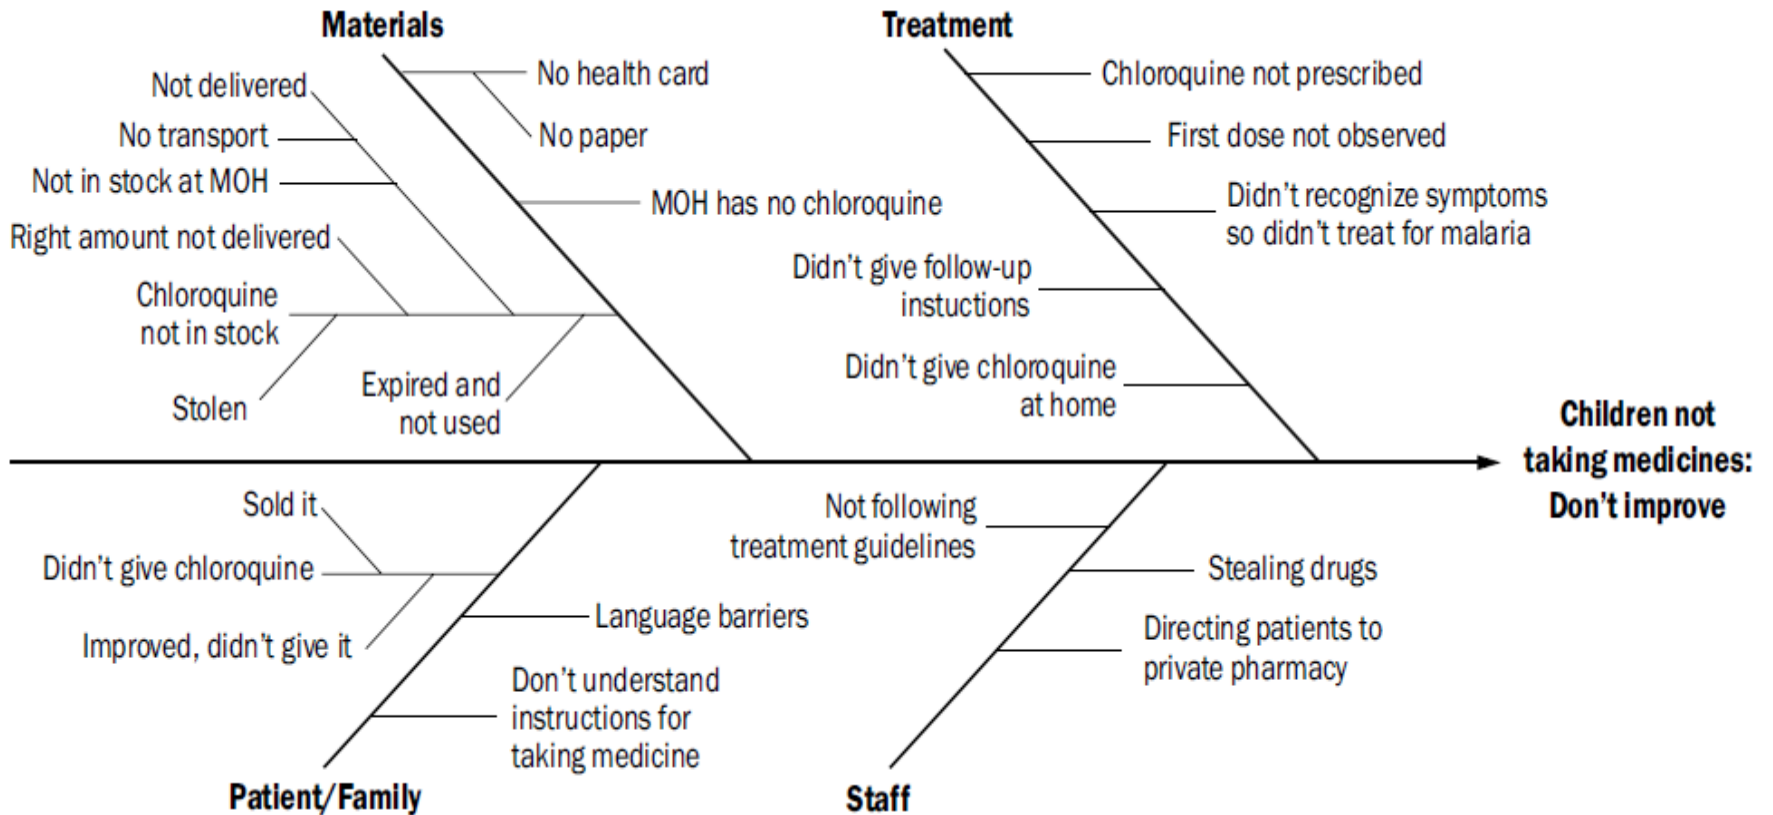 Materials
Treatment
Not delivered
No transport
Not in stock at MOH
Right amount not delivered
Chloroquine
not in stock
Stolen
Expired and
not used
No health card
No paper
MOH has no chloroquine
Chloroquine not prescribed
First dose not observed
Didn't recognize symptoms
so didn't treat for malaria
Didn't give follow-up
instuctions
Didn't give chloroquine
at home
Children not
taking medicines:
Don't improve
Sold it
Didn't give chloroquine
Improved, didn't give it
Language barriers
Don't understand
instructions for
taking medicine
Not following
treatment guidelines
Stealing drugs
Directing patients to
private pharmacy
Patient/Family
Staff